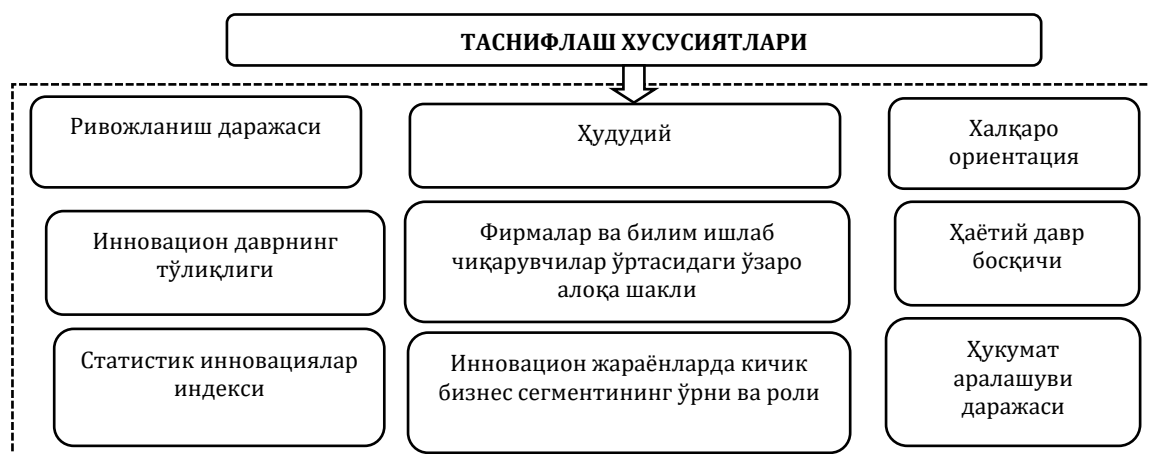 ТАСНИФЛАШ ХУСУСИЯТЛАРИ
Ривожланиш даражаси
Ҳудудий
Халқаро
ориентация
Инновацион даврнинг
тўлиқлиги
Фирмалар ва билим ишлаб
чиқарувчилар ўртасидаги ўзаро
алоқа шакли
Ҳаётий давр
босқичи
Статистик инновациялар
индекси
Инновацион жараёнларда кичик
бизнес сегментининг ўрни ва роли
Ҳукумат
аралашуви
даражаси